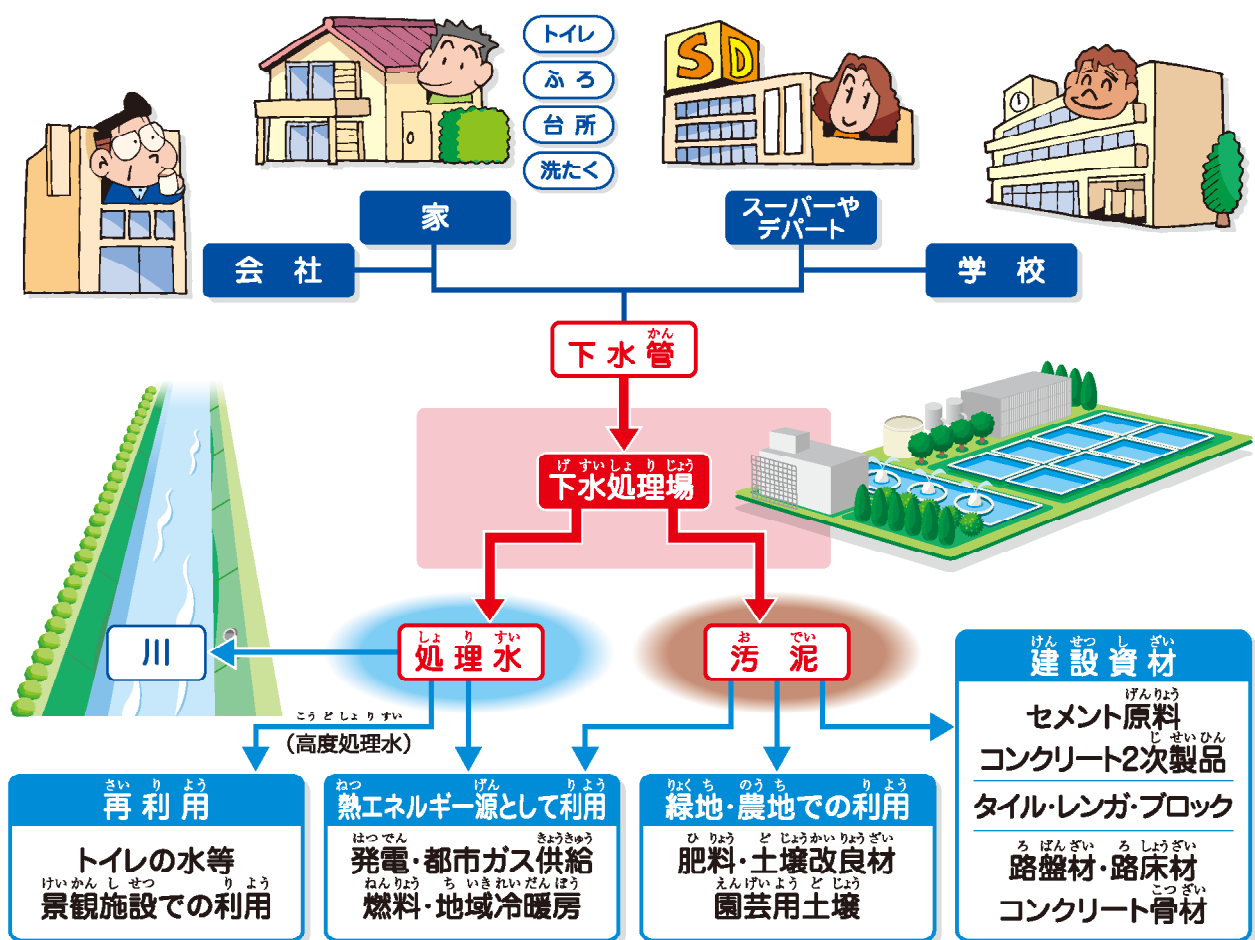 トイレ
ふろ
台所
洗たく
SD
家
スーパーや
デパート
会社
学校
かん
下水管
げすいしょりじょう
下水処理場
しょりすい
処理水
おでい
汚泥
川
こうどしょりすい
(高度処理水)
さいりよう
再利用
トイレの水等
けいかんしせつ りよう
景観施設での利用
ねつ げん りよう
熱エネルギー源として利用
はつでん きょうきゅう
発電・都市ガス供給
ねんりょう ちいきれいだんぼう
燃料・地域冷暖房
りょくち のうち りよう
緑地・農地での利用
ひりょう どじょうかいりょうざい
肥料・土壌改良材
えんげいようどじょう
園芸用土壌
けんせつしざい
建設資材
げんりょう
セメント原料
じせいひん
コンクリート2次製品
タイル・レンガ・ブロック
ろばんざい ろしょうざい
路盤材・路床材
こつざい
コンクリート骨材